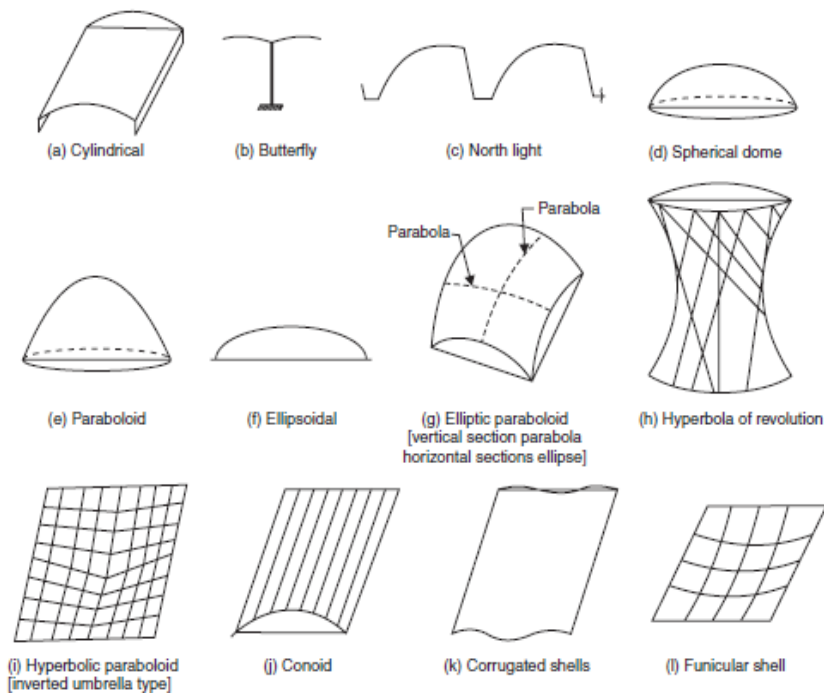 (a) Cylindrical
(b) Butterfly
(c) North light
(d) Spherical dome
Parabola
Parabola
(e) Paraboloid
(f) Ellipsoidal
(g) Elliptic paraboloid
[vertical section parabola
horizontal sections ellipse]
(h) Hyperbola of revolution
(i) Hyperbolic paraboloid
[inverted umbrella type]
(j) Conoid
(k) Corrugated shells
(l) Funicular shell